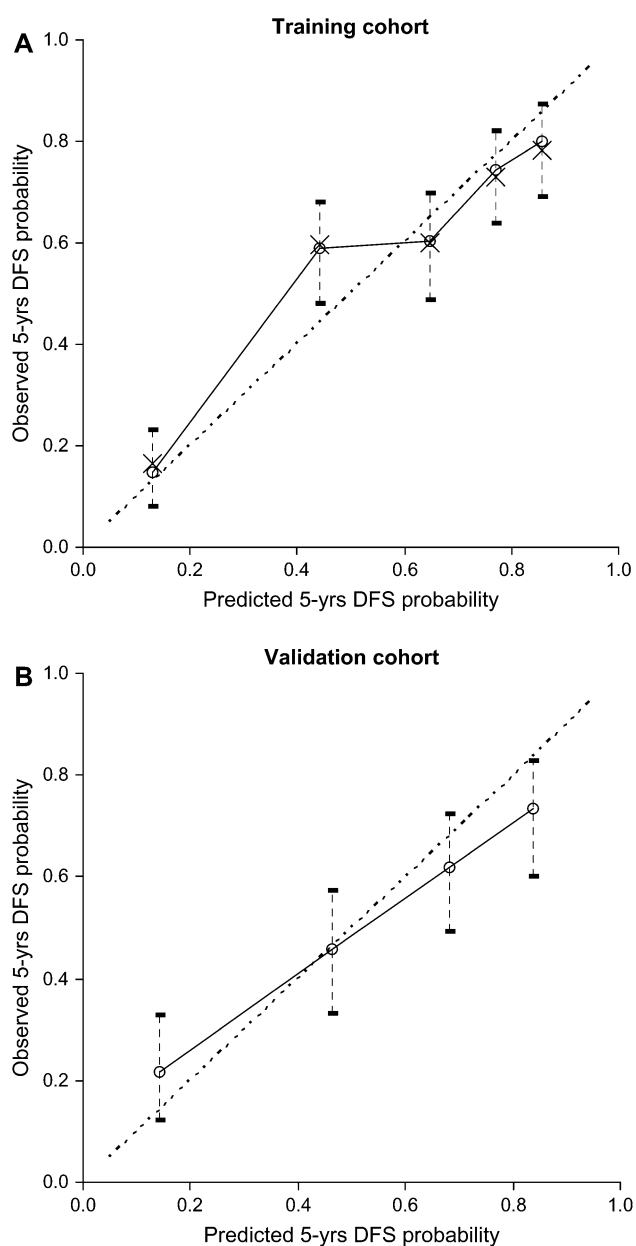 A
Training cohort
1.0
0.8
0.6
0.4
0.2
0.0
Observed 5-yrs DFS probability
0.0 0.2 0.4 0.6 0.8 1.0
Predicted 5-yrs DFS probability
B
Validation cohort
1.0
0.8
0.6
0.4
0.2
0.0
Observed 5-yrs DFS probability
0.0 0.2 0.4 0.6 0.8 1.0
Predicted 5-yrs DFS probability